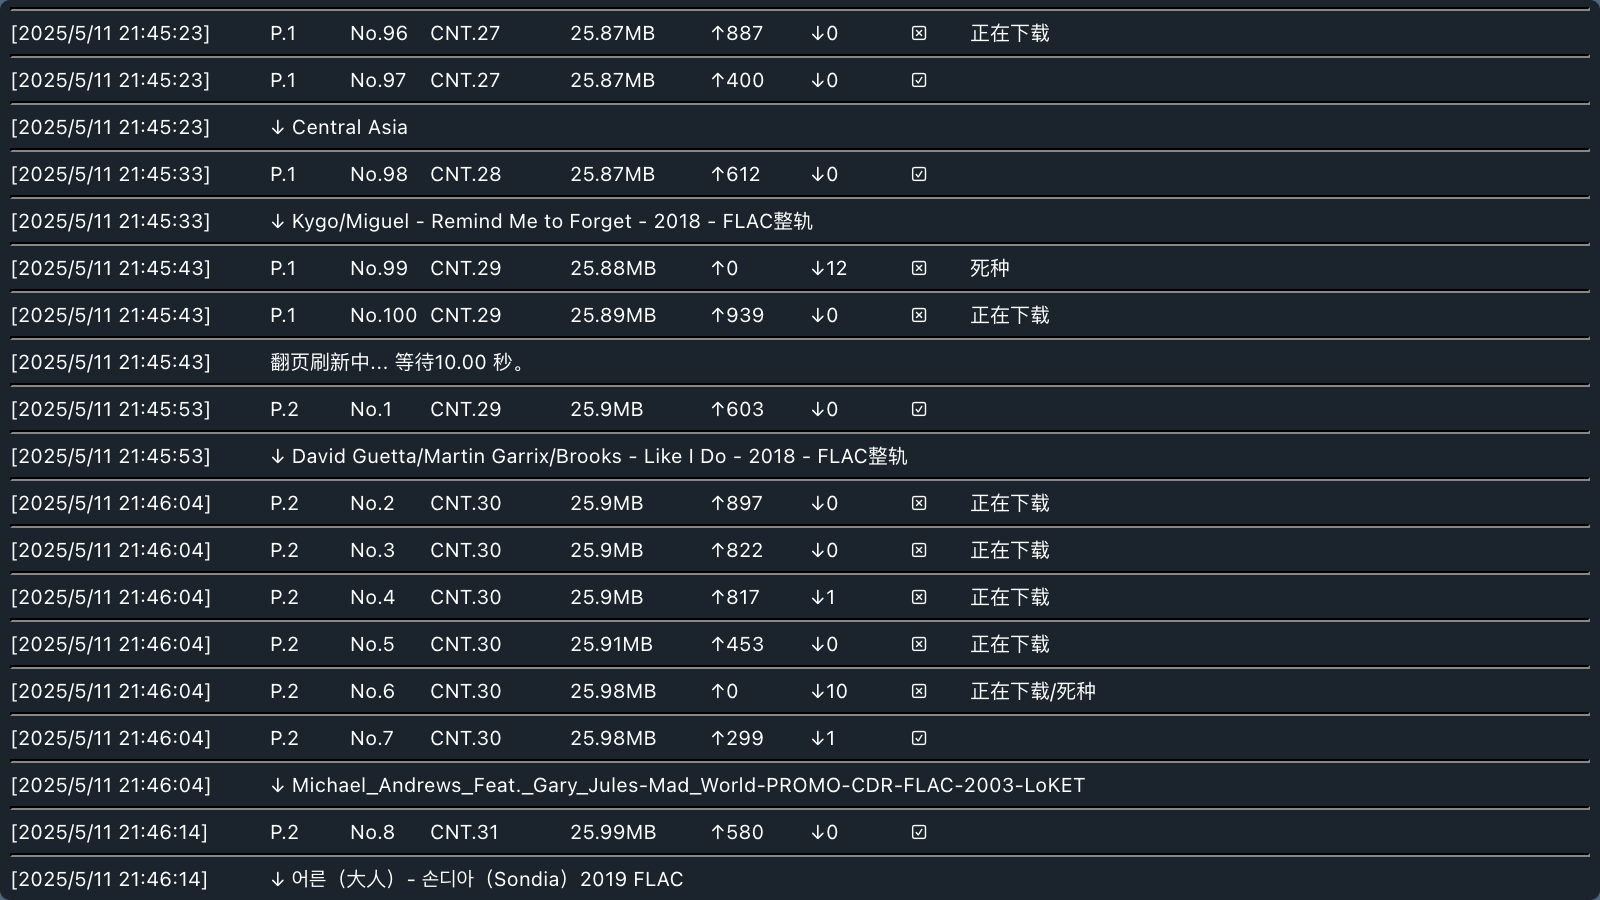 [2025/5/11 21:45:23] P.1 No.96 CNT.27 25.87MB ↑887 ↓0 ☒ 正在下载
[2025/5/11 21:45:23] P.1 No.97 CNT.27 25.87MB ↑400 ↓0 ☑
[2025/5/11 21:45:23] ↓ Central Asia
[2025/5/11 21:45:33] P.1 No.98 CNT.28 25.87MB ↑612 ↓0 ☑
[2025/5/11 21:45:33] ↓ Kygo/Miguel - Remind Me to Forget - 2018 - FLAC整轨
[2025/5/11 21:45:43] P.1 No.99 CNT.29 25.88MB ↑0 ↓12 ☒ 死种
[2025/5/11 21:45:43] P.1 No.100 CNT.29 25.89MB ↑939 ↓0 ☒ 正在下载
[2025/5/11 21:45:43] 翻页刷新中... 等待10.00 秒。
[2025/5/11 21:45:53] P.2 No.1 CNT.29 25.9MB ↑603 ↓0 ☑
[2025/5/11 21:45:53] ↓ David Guetta/Martin Garrix/Brooks - Like I Do - 2018 - FLAC整轨
[2025/5/11 21:46:04] P.2 No.2 CNT.30 25.9MB ↑897 ↓0 ☒ 正在下载
[2025/5/11 21:46:04] P.2 No.3 CNT.30 25.9MB ↑822 ↓0 ☒ 正在下载
[2025/5/11 21:46:04] P.2 No.4 CNT.30 25.9MB ↑817 ↓1 ☒ 正在下载
[2025/5/11 21:46:04] P.2 No.5 CNT.30 25.91MB ↑453 ↓0 ☒ 正在下载
[2025/5/11 21:46:04] P.2 No.6 CNT.30 25.98MB ↑0 ↓10 ☒ 正在下载/死种
[2025/5/11 21:46:04] P.2 No.7 CNT.30 25.98MB ↑299 ↓1 ☑
[2025/5/11 21:46:04] ↓ Michael_Andrews_Feat._Gary_Jules-Mad_World-PROMO-CDR-FLAC-2003-LoKET
[2025/5/11 21:46:14] P.2 No.8 CNT.31 25.99MB ↑580 ↓0 ☑
[2025/5/11 21:46:14] ↓ 어른（大人）- 손디아（Sondia）2019 FLAC